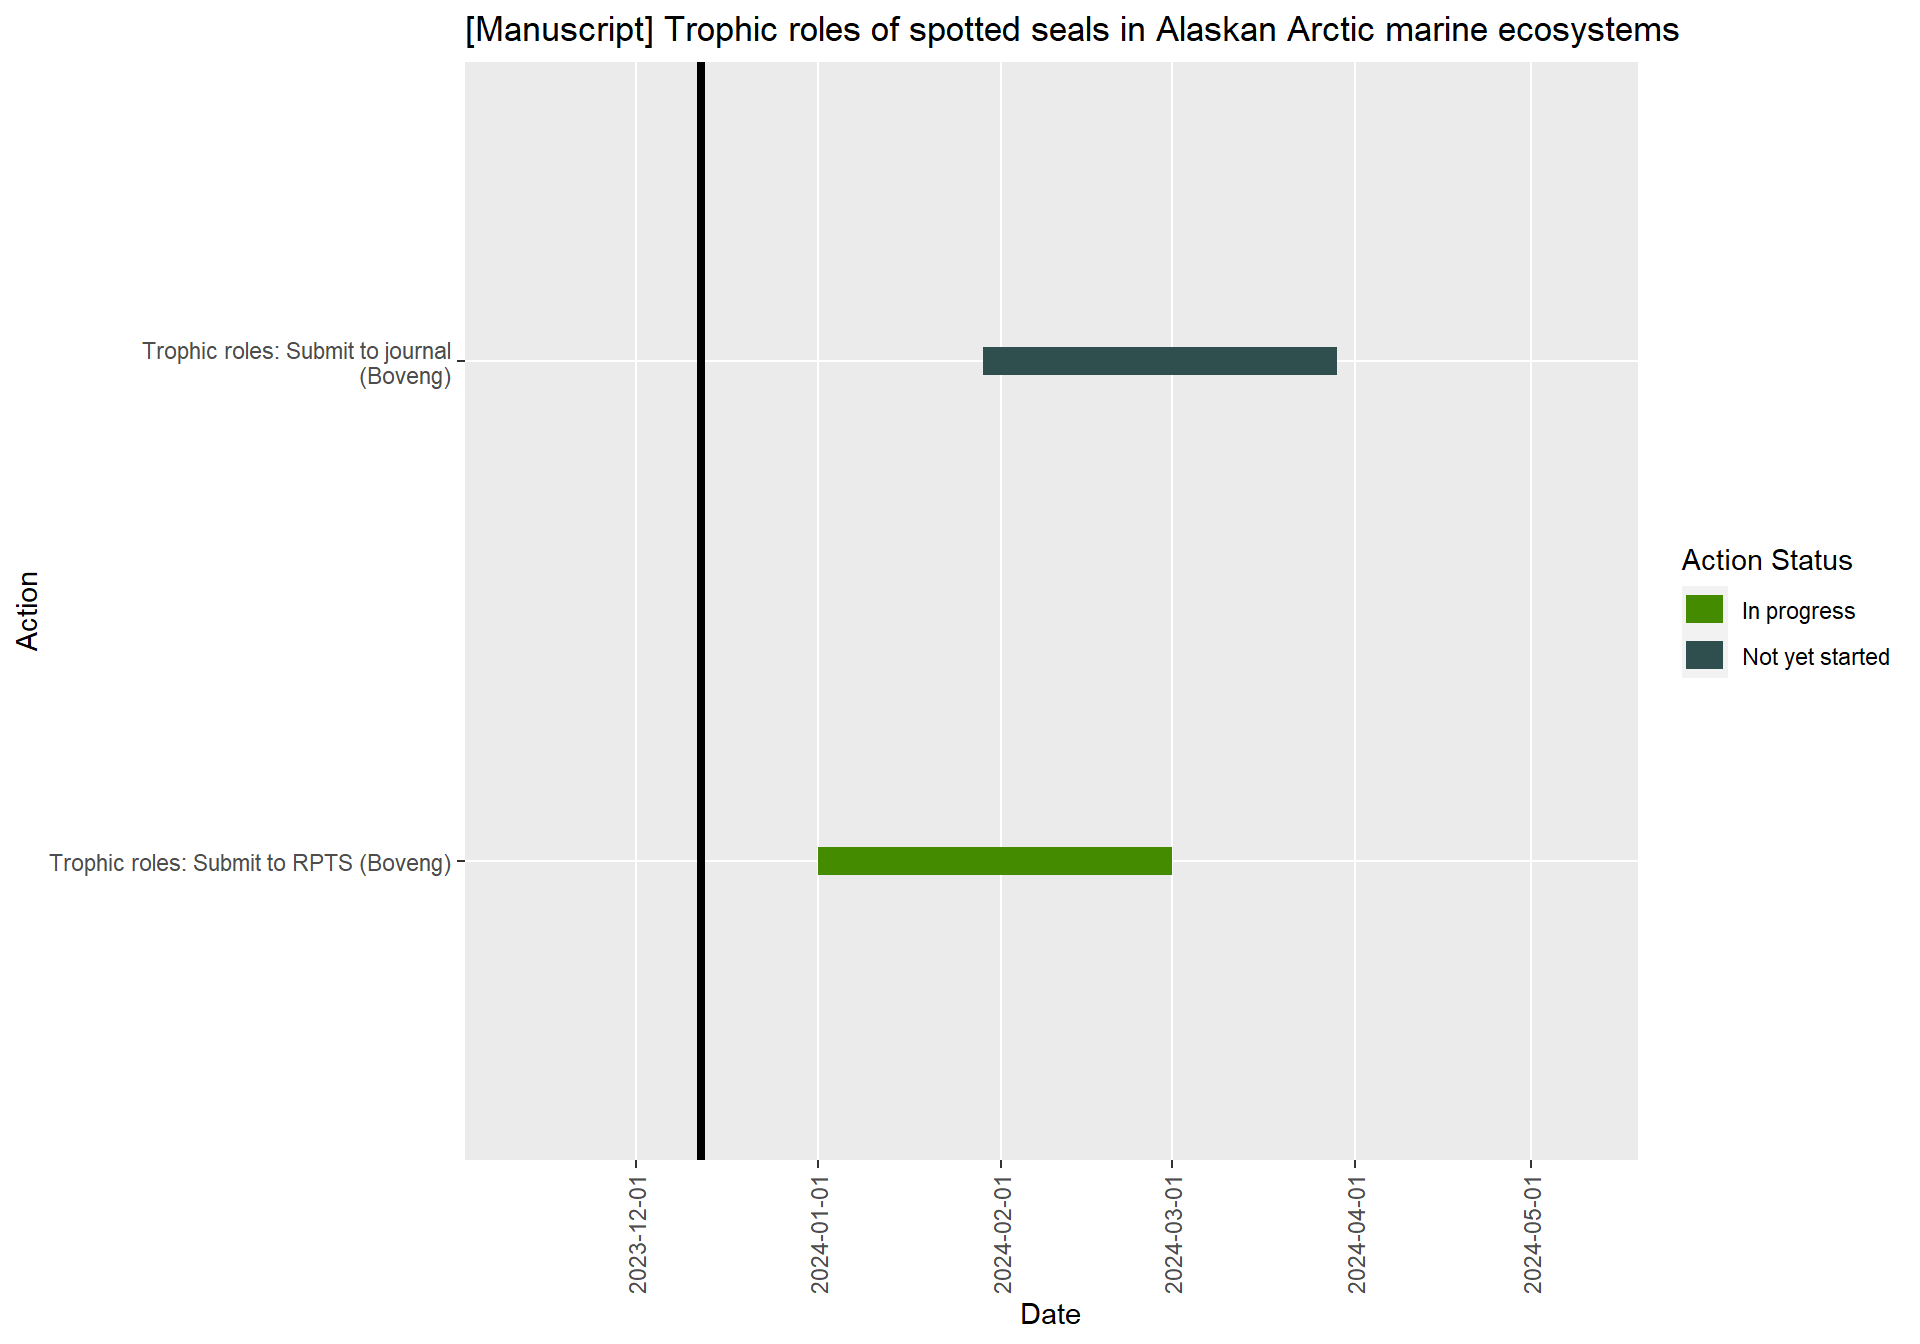 [Manuscript] Trophic roles of spotted seals in Alaskan Arctic marine ecosystems
Trophic roles: Submit to journal
(Boveng)
Trophic roles: Submit to RPTS (Boveng)
Action
2023-12-01
2024-01-01
2024-02-01
2024-03-01
2024-04-01
2024-05-01
Date
Action Status
In progress
Not yet started